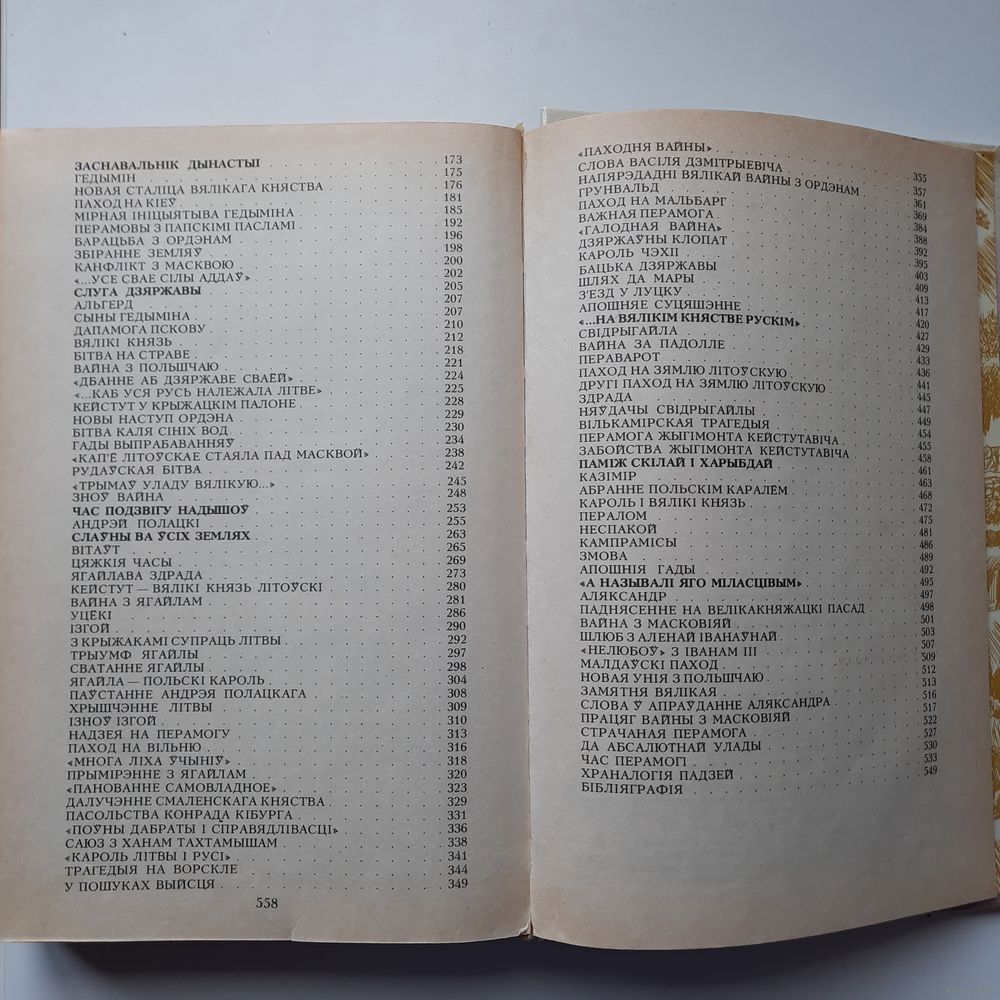 ЗАСНАВАЛЬНІК ДЫНАСТЫІ 173
ГЕДЫМІН 175
НОВАЯ СТАЛІЦА ВЯЛІКАГА КНЯСТВА 176
ПАХОД НА КІЕЎ 181
МІРНАЯ ІНІЦЫЯТЫВА ГЕДЫМІНА 185
ПЕРАМОВЫ З ПАПСКІМІ ПАСЛАМІ 192
БАРАЦЬБА З ОРДЭНАМ 196
ЗБІРАННЕ ЗЕМЛЯЎ 198
КАНФЛІКТ З МАСКВОЮ 200
«...УСЕ СВАЕ СІЛЫ АДДАЎ» 202
СЛУГА ДЗЯРЖАВЫ 205
АЛЬГЕРД 207
СЫНЫ ГЕДЫМІНА 207
ДАПАМОГА ПСКОВУ 210
ВЯЛІКІ КНЯЗЬ 212
БІТВА НА СТРАВЕ 218
ВАЙНА З ПОЛЬШЧАЮ 221
«ДБАННЕ АБ ДЗЯРЖАВЕ СВАЁЙ» 224
«...КАБ УСЯ РУСЬ НАЛЕЖАЛА ЛІТВЕ» 225
КЕЙСТУТ У КРЫЖАЦКІМ ПАЛОНЕ 228
НОВЫ НАСТУП ОРДЭНА 229
БІТВА КАЛЯ СІНІХ ВОД 230
ГАДЫ ВЫПРАБАВАННЯЎ 234
«КАП'Ё ЛІТОЎСКАЕ СТАЯЛА ПАД МАСКВОЙ» 238
РУДАЎСКАЯ БІТВА 242
«ТРЫМАЎ УЛАДУ ВЯЛІКУЮ...» 245
ЗНОЎ ВАЙНА 248
ЧАС ПОДЗВІГУ НАДЫШОЎ 253
АНДРЭЙ ПОЛАЦКІ 255
СЛАЎНЫ ВА ЎСІХ ЗЕМЛЯХ 263
ВІТАЎТ 265
ЦЯЖКІЯ ЧАСЫ 269
ЯГАЙЛАВА ЗДРАДА 273
КЕЙСТУТ — ВЯЛІКІ КНЯЗЬ ЛІТОЎСКІ 280
ВАЙНА З ЯГАЙЛАМ 281
УЦЁКІ 286
ІЗГОЙ 290
З КРЫЖАКАМІ СУПРАЦЬ ЛІТВЫ 292
ТРЫУМФ ЯГАЙЛЫ 297
СВАТАННЕ ЯГАЙЛЫ 298
ЯГАЙЛА — ПОЛЬСКІ КАРОЛЬ 304
ПАЎСТАННЕ АНДРЭЯ ПОЛАЦКАГА 308
ХРЫШЧЭННЕ ЛІТВЫ 309
ІЗНОЎ ІЗГОЙ 310
НАДЗЕЯ НА ПЕРАМОГУ 313
ПАХОД НА ВІЛЬНЮ 316
«МНОГА ЛІХА ЎЧЫНІЎ» 318
ПРЫМІРЭННЕ З ЯГАЙЛАМ 320
«ПАНОВАННЕ САМОВЛАДНОЕ» 323
ДАЛУЧЭННЕ СМАЛЕНСКАГА КНЯСТВА 329
ПАСОЛЬСТВА КОНРАДА КІБУРГА 331
«ПОЎНЫ ДАБРАТЫ І СПРАВЯДЛІВАСЦІ» 336
САЮЗ З ХАНАМ ТАХТАМЫШАМ 338
«КАРОЛЬ ЛІТВЫ І РУСІ» 341
ТРАГЕДЫЯ НА ВОРСКЛЕ 344
У ПОШУКАХ ВЫЙСЦЯ 349
558
«ПАХОДНЯ ВАЙНЫ» 355
СЛОВА ВАСІЛЯ ДЗМІТРЫЕВІЧА 357
НАПЯРЭДАДНІ ВЯЛІКАЙ ВАЙНЫ З ОРДЭНАМ 361
ГРУНВАЛЬД 369
ПАХОД НА МАЛЬБАРГ 384
ВАЖНАЯ ПЕРАМОГА 388
«ГАЛОДНАЯ ВАЙНА» 392
ДЗЯРЖАЎНЫ КЛОПАТ 395
КАРОЛЬ ЧЭХІІ 403
БАЦЬКА ДЗЯРЖАВЫ 409
ШЛЯХ ДА МАРЫ 413
З'ЕЗД У ЛУЦКУ 417
АПОШНЯЕ СУЦЯШЭННЕ 420
«...НА ВЯЛІКІМ КНЯСТВЕ РУСКІМ» 427
СВІДРЫГАЙЛА 429
ВАЙНА ЗА ПАДОЛЛЕ 433
ПЕРАВАРОТ 436
ПАХОД НА ЗЯМЛЮ ЛІТОЎСКУЮ 441
ДРУГІ ПАХОД НА ЗЯМЛЮ ЛІТОЎСКУЮ 445
ЗДРАДА 447
НЯЎДАЧЫ СВІДРЫГАЙЛЫ 449
ВІЛЬКАМІРСКАЯ ТРАГЕДЫЯ 454
ПЕРАМОГА ЖЫГІМОНТА КЕЙСТУТАВІЧА 455
ЗАБОЙСТВА ЖЫГІМОНТА КЕЙСТУТАВІЧА 458
ПАМІЖ СКІЛАЙ І ХАРЫБДАЙ 461
КАЗІМІР 463
АБРАННЕ ПОЛЬСКІМ КАРАЛЁМ 468
КАРОЛЬ І ВЯЛІКІ КНЯЗЬ 472
ПЕРАЛОМ 475
НЕСПАКОЙ 481
КАМПРАМІСЫ 486
ЗМОВА 489
АПОШНІЯ ГАДЫ 492
«А НАЗЫВАЛІ ЯГО МІЛАСЦІВЫМ» 495
АЛЯКСАНДР 497
ПАДНЯСЕННЕ НА ВЕЛІКАКНЯЖАЦКІ ПАСАД 498
ВАЙНА З МАСКОВІЯЙ 501
ШЛЮБ З АЛЕНАЙ ІВАНАЎНАЙ 503
«НЕЛЮБОЎ» З ІВАНАМ III 507
МАЛДАЎСКІ ПАХОД 509
НОВАЯ УНІЯ З ПОЛЬШЧАЮ 512
ЗАМЯТНЯ ВЯЛІКАЯ 513
СЛОВА Ў АПРАЎДАННЕ АЛЯКСАНДРА 516
ПРАЦЯГ ВАЙНЫ З МАСКОВІЯЙ 517
СТРАЧАНАЯ ПЕРАМОГА 522
ДА АБСАЛЮТНАЙ УЛАДЫ 527
ЧАС ПЕРАМОГІ 530
ХРАНАЛОГІЯ ПАДЗЕЙ 533
БІБЛІЯГРАФІЯ 549